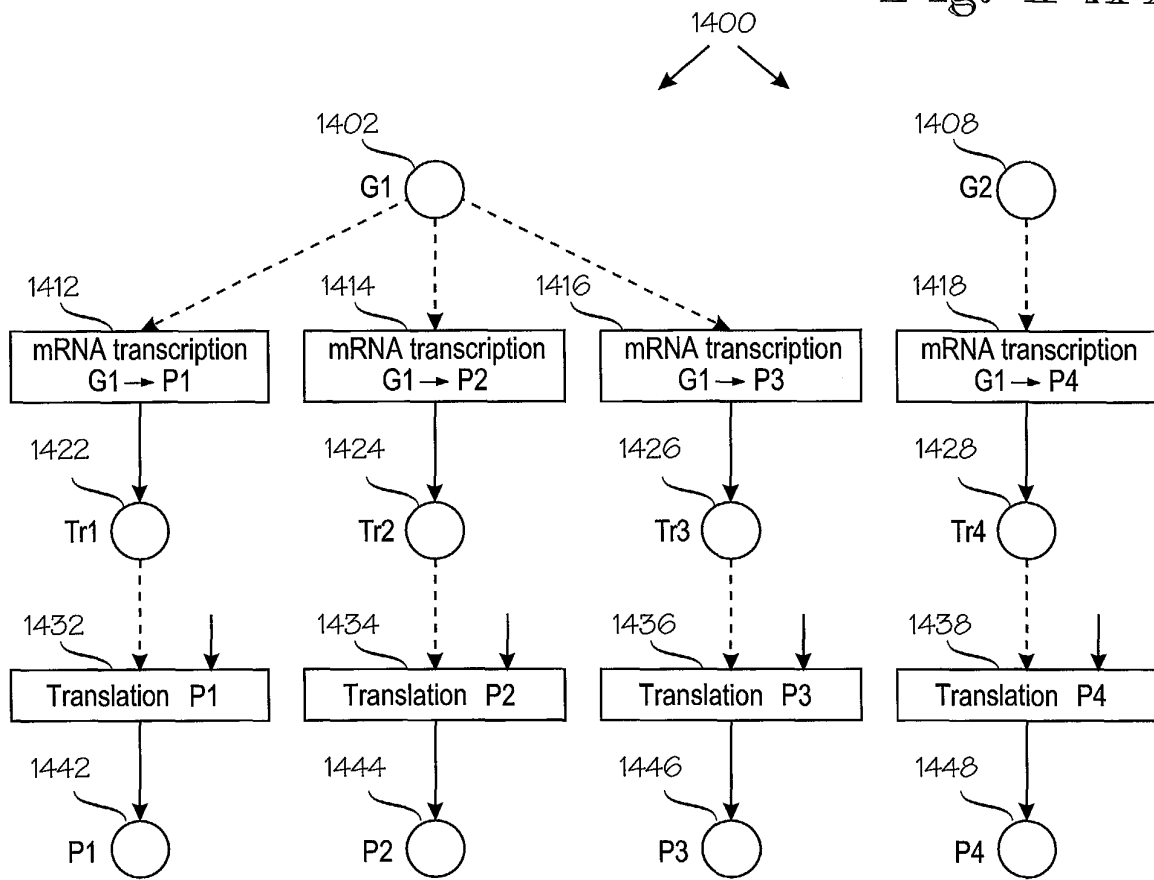 1400
1402
1408
G1
G2
1412
1414
1416
1418
mRNA transcription
G1 → P1
mRNA transcription
G1 → P2
mRNA transcription
G1 → P3
mRNA transcription
G1 → P4
1422
1424
1426
1428
Tr1
Tr2
Tr3
Tr4
1432
1434
1436
1438
Translation P1
Translation P2
Translation P3
Translation P4
1442
1444
1446
1448
P1
P2
P3
P4